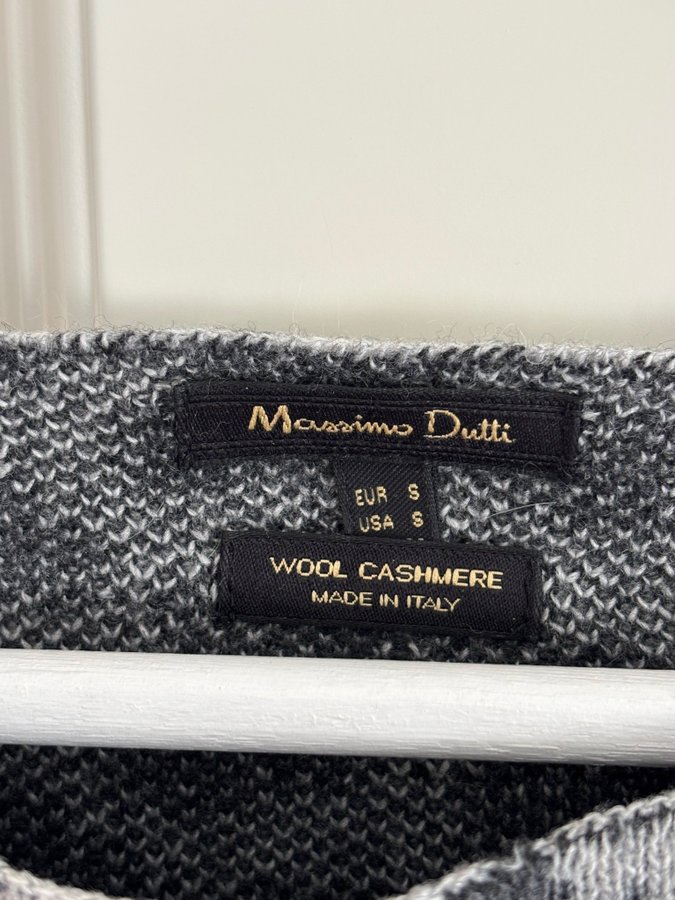 Massimo Dutti
EUR S
USA S
WOOL CASHMERE
MADE IN ITALY